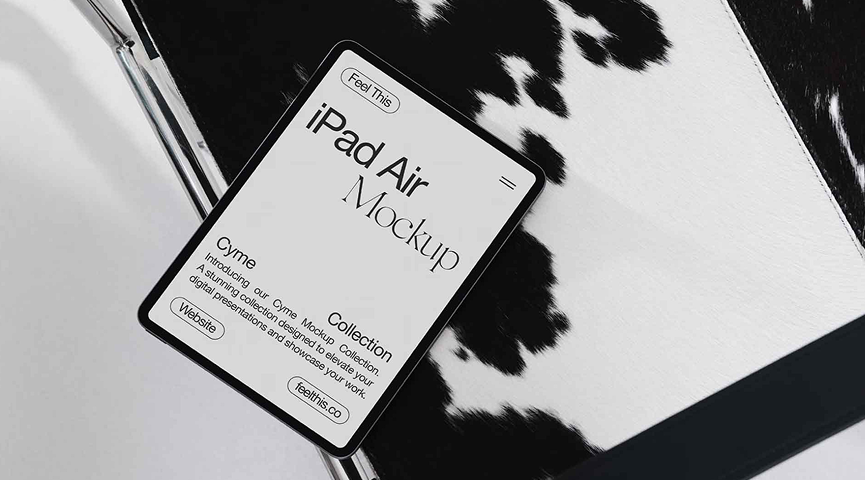 Feel This
iPad Air
Mockup
Cyme
Collection
Introducing our Cyme Mockup Collection.
A stunning collection designed to elevate your
digital presentations and showcase your work.
Website
feelthis.co